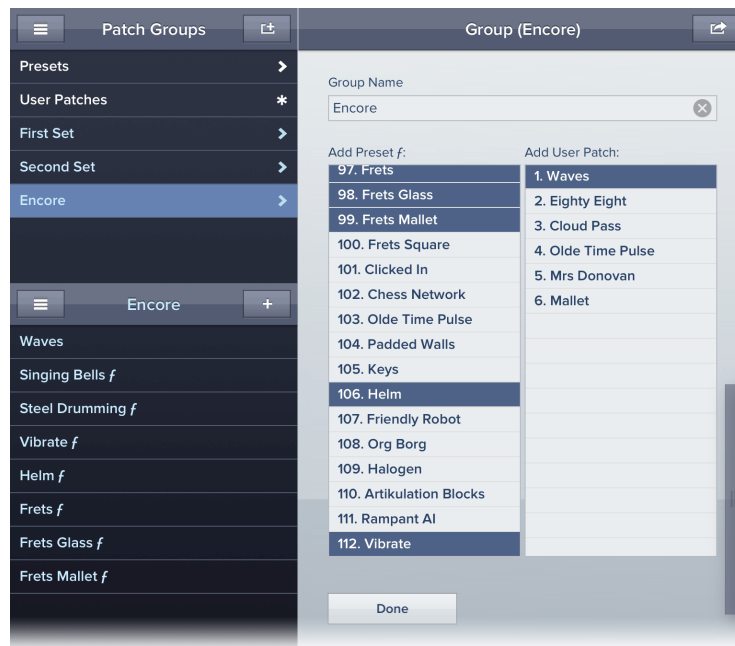 Patch Groups
Presets
User Patches *
First Set
Second Set
Encore
Encore
+
Waves
Singing Bells ƒ
Steel Drumming ƒ
Vibrate ƒ
Helm ƒ
Frets ƒ
Frets Glass ƒ
Frets Mallet ƒ
Group (Encore)
Group Name
Encore
Add Preset ƒ:
97. Frets
98. Frets Glass
99. Frets Mallet
100. Frets Square
101. Clicked In
102. Chess Network
103. Olde Time Pulse
104. Padded Walls
105. Keys
106. Helm
107. Friendly Robot
108. Org Borg
109. Halogen
110. Artikulation Blocks
111. Rampant AI
112. Vibrate
Add User Patch:
1. Waves
2. Eighty Eight
3. Cloud Pass
4. Olde Time Pulse
5. Mrs Donovan
6. Mallet
Done